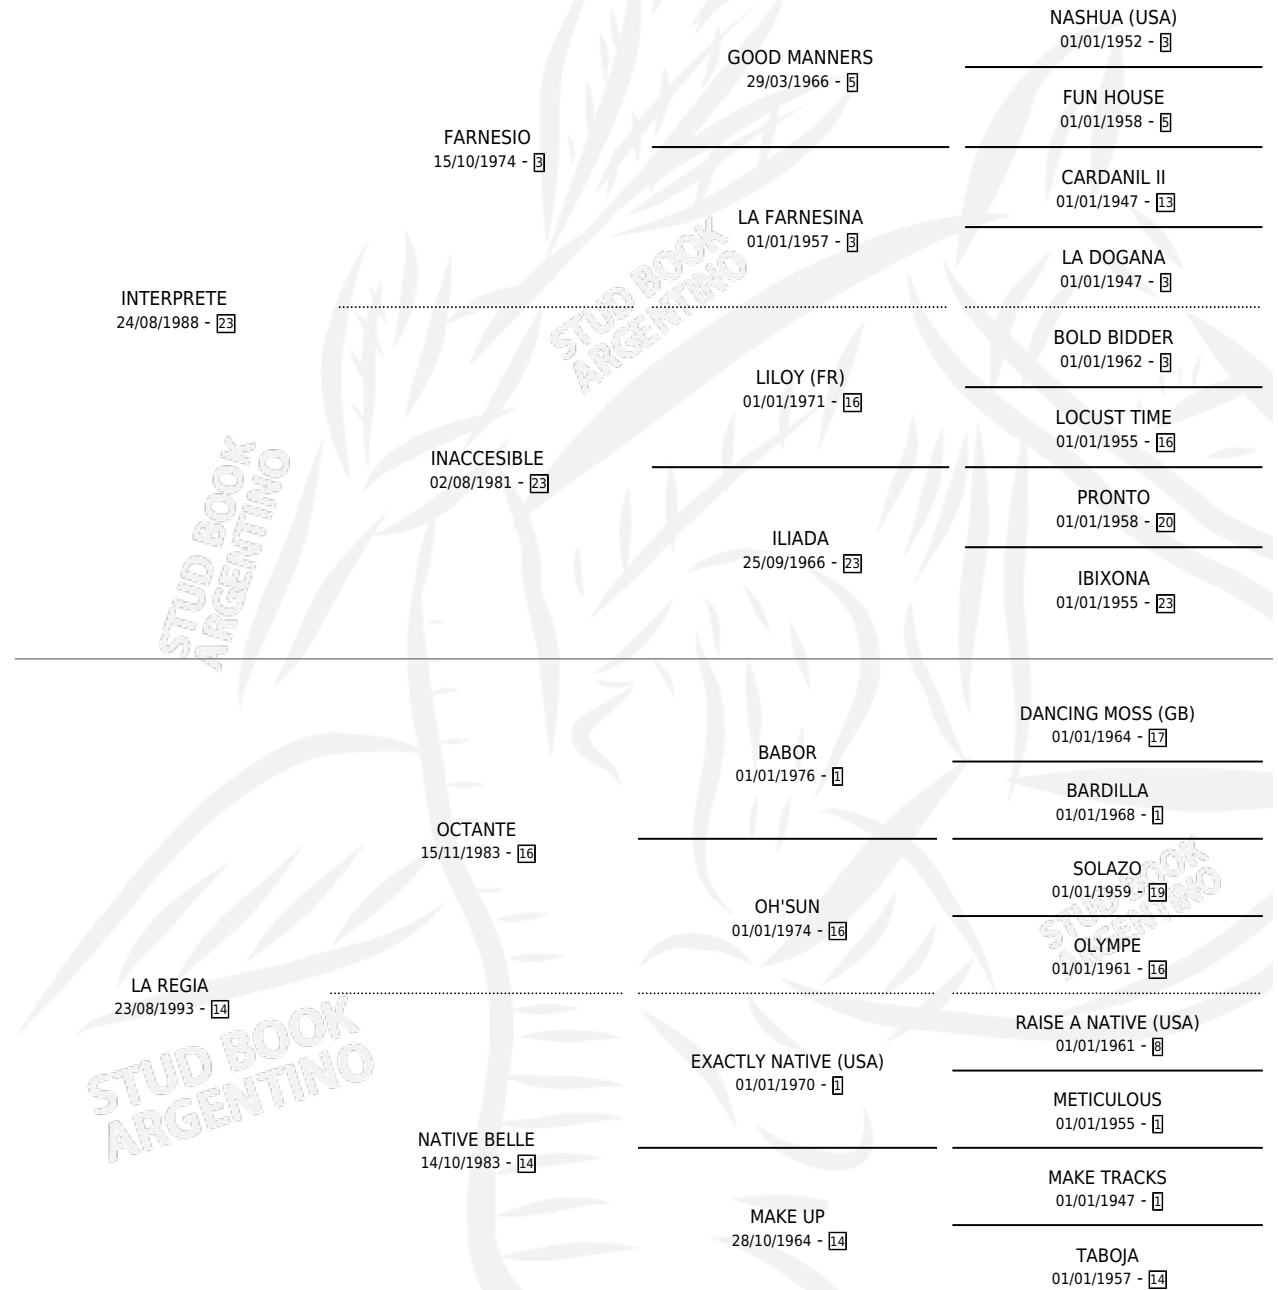 NASHUA (USA)
01/01/1952 - 3
GOOD MANNERS
29/03/1966 - 5
FUN HOUSE
01/01/1958 - 5
FARNESIO
15/10/1974 - 3
CARDANIL II
01/01/1947 - 13
LA FARNESINA
01/01/1957 - 3
LA DOGANA
01/01/1947 - 3
INTERPRETE
24/08/1988 - 23
STUD BOOK
ARGENTINO
BOLD BIDDER
01/01/1962 - 3
LILOY (FR)
01/01/1971 - 16
LOCUST TIME
01/01/1955 - 16
INACCESIBLE
02/08/1981 - 23
PRONTO
01/01/1958 - 20
ILIADA
25/09/1966 - 23
IBIXONA
01/01/1955 - 23
STUD BOOK
ARGENTINO
DANCING MOSS (GB)
01/01/1964 - 17
BABOR
01/01/1976 - 1
BARDILLA
01/01/1968 - 1
OCTANTE
15/11/1983 - 16
SOLAZO
01/01/1959 - 19
OH'SUN
01/01/1974 - 16
STUD BOOK
ARGENTINO
OLYMPE
01/01/1961 - 16
LA REGIA
23/08/1993 - 14
RAISE A NATIVE (USA)
01/01/1961 - 8
EXACTLY NATIVE (USA)
01/01/1970 - 1
STUD BOOK
ARGENTINO
METICULOUS
01/01/1955 - 1
NATIVE BELLE
14/10/1983 - 14
MAKE TRACKS
01/01/1947 - 1
MAKE UP
28/10/1964 - 14
TABOJA
01/01/1957 - 14